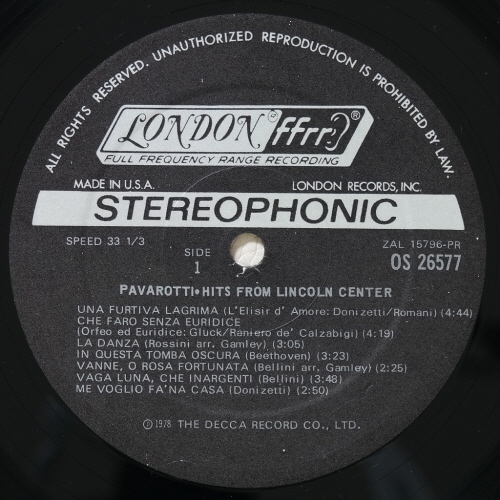 ALL RIGHTS RESERVED. UNAUTHORIZED REPRODUCTION IS PROHIBITED BY LAW.
LONDON ffrr ®
FULL FREQUENCY RANGE RECORDING
MADE IN U.S.A. LONDON RECORDS, INC.
STEREOPHONIC
SPEED 33 1/3 SIDE 1 ZAL 15796-PR
OS 26577
PAVAROTTI•HITS FROM LINCOLN CENTER
UNA FURTIVA LAGRIMA (L'Elisir d' Amore: Donizetti/Romani) (4:44)
CHE FARO SENZA EURIDICE
(Orfeo ed Euridice: Gluck/Raniero de' Calzabigi) (4:19)
LA DANZA (Rossini arr. Gamley) (3:05)
IN QUESTA TOMBA OSCURA (Beethoven) (3:23)
VANNE, O ROSA FORTUNATA (Bellini arr. Gamley) (2:25)
VAGA LUNA, CHE INARGENTI (Bellini) (3:48)
ME VOGLIO FA'NA CASA (Donizetti) (2:50)
Ⓟ1978 THE DECCA RECORD CO., LTD.